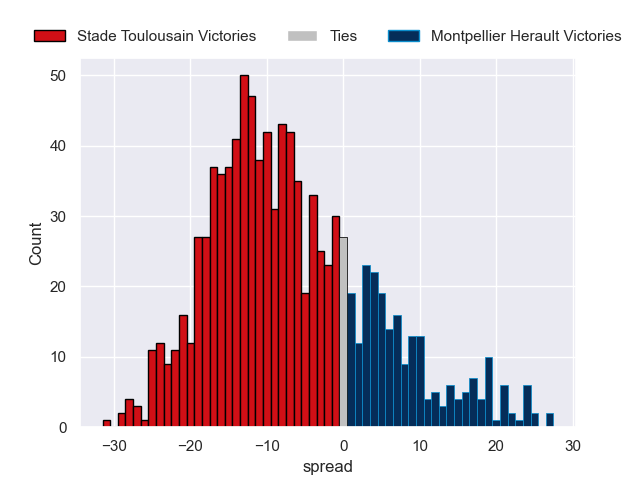 Stade Toulousain Victories Ties Montpellier Herault Victories
50
40
30
20
10
0
Count
−30 −20 −10 0 10 20 30
spread